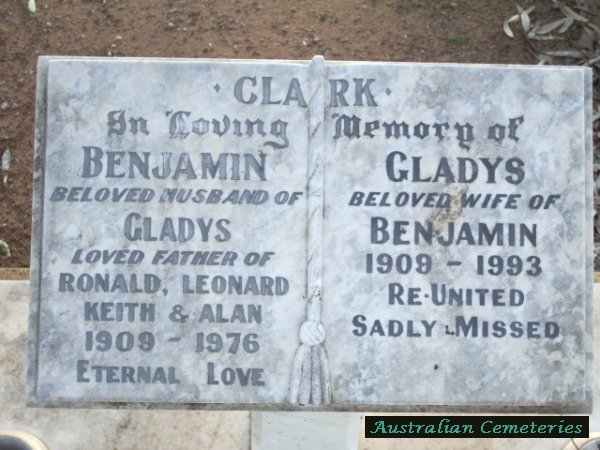 · CLARK ·
In Loving Memory of
BENJAMIN
BELOVED HUSBAND OF
GLADYS
LOVED FATHER OF
RONALD, LEONARD
KEITH & ALAN
1909 - 1976
ETERNAL LOVE
GLADYS
BELOVED WIFE OF
BENJAMIN
1909 - 1993
RE-UNITED
SADLY MISSED
Australian Cemeteries